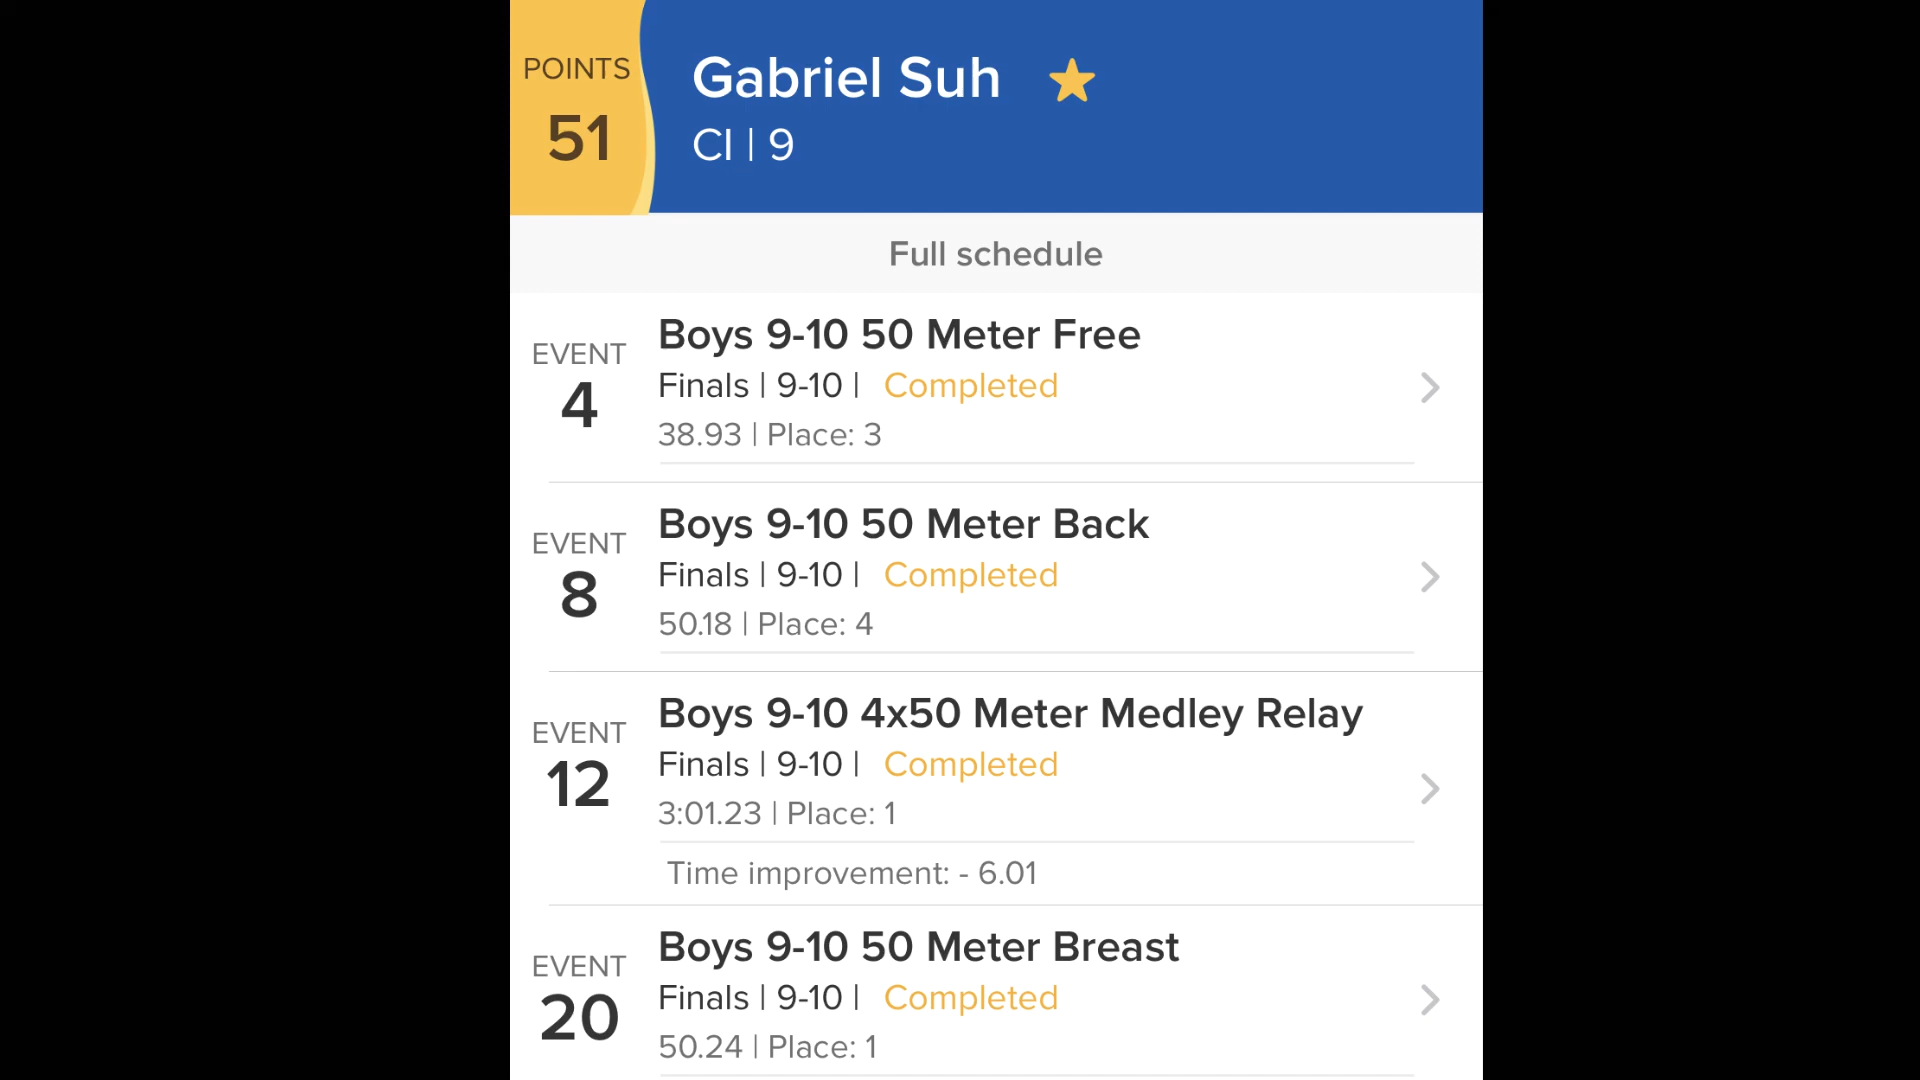 POINTS
51
Gabriel Suh
CI | 9
Full schedule
EVENT
4
Boys 9-10 50 Meter Free
Finals | 9-10 | Completed
38.93 | Place: 3
EVENT
8
Boys 9-10 50 Meter Back
Finals | 9-10 | Completed
50.18 | Place: 4
EVENT
12
Boys 9-10 4x50 Meter Medley Relay
Finals | 9-10 | Completed
3:01.23 | Place: 1
Time improvement: - 6.01
EVENT
20
Boys 9-10 50 Meter Breast
Finals | 9-10 | Completed
50.24 | Place: 1